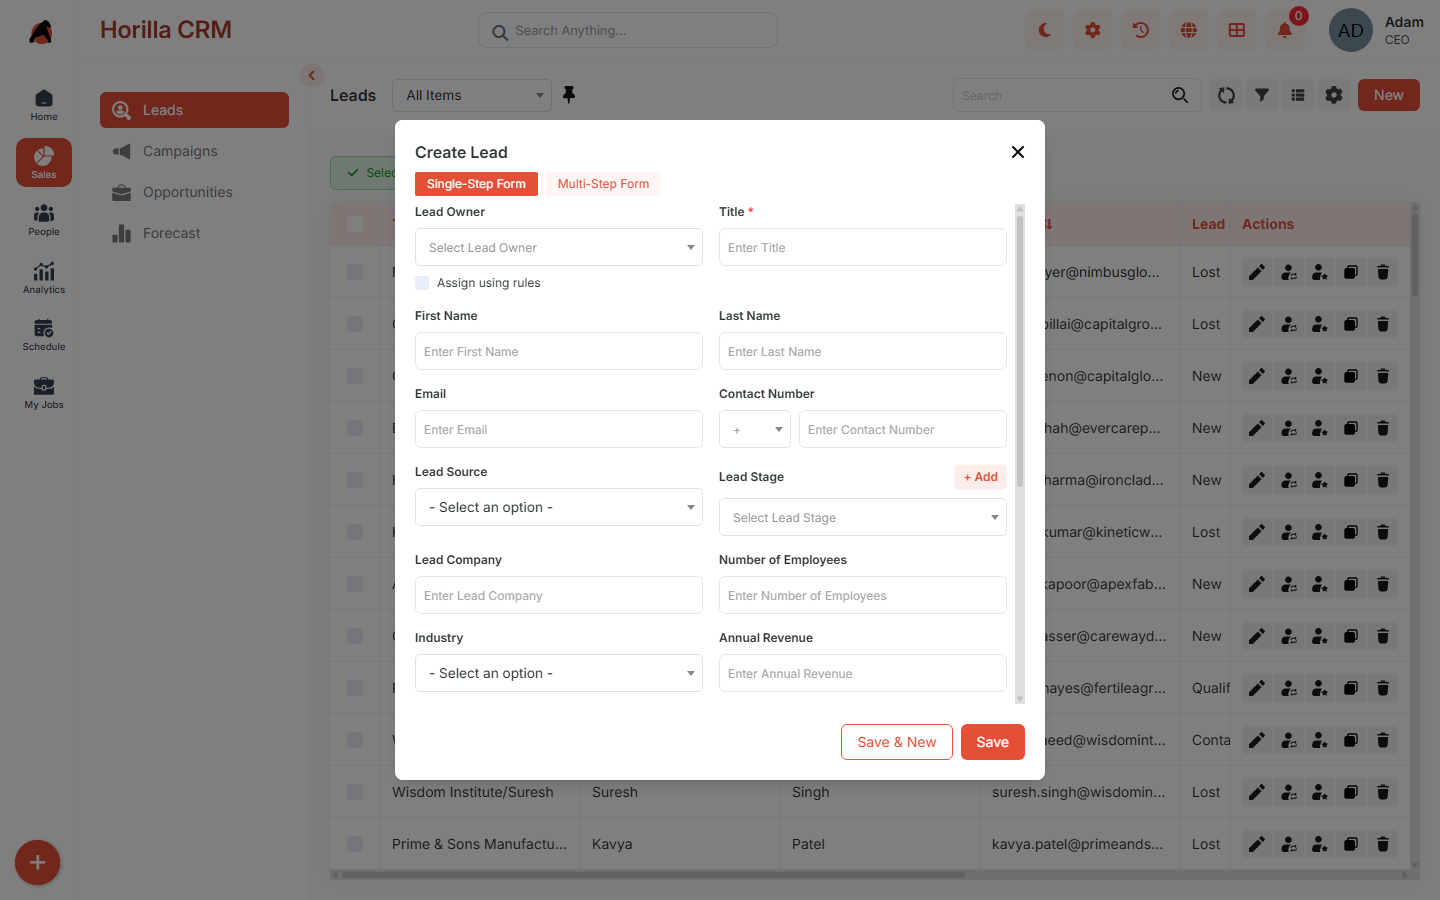 Horilla CRM
Search Anything...
0
AD
Adam
CEO
Home
Sales
People
Analytics
Schedule
My Jobs
Leads
Campaigns
Opportunities
Forecast
Leads
All Items
Search
New
Selec
Create Lead
Single-Step Form
Multi-Step Form
Lead Owner
Select Lead Owner
Assign using rules
Title *
Enter Title
First Name
Enter First Name
Last Name
Enter Last Name
Email
Enter Email
Contact Number
+
Enter Contact Number
Lead Source
- Select an option -
Lead Stage
+ Add
Select Lead Stage
Lead Company
Enter Lead Company
Number of Employees
Enter Number of Employees
Industry
- Select an option -
Annual Revenue
Enter Annual Revenue
Save & New
Save
Lead
Actions
yer@nimbusglo...
Lost
pillai@capitalgro...
Lost
enon@capitalglo...
New
hah@evercarep...
New
harma@ironclad...
New
kumar@kineticw...
Lost
kapoor@apexfab...
New
asser@carewayd...
New
hayes@fertileagr...
Qualif
need@wisdomint...
Conta
Wisdom Institute/Suresh
Suresh
Singh
suresh.singh@wisdomin...
Lost
Prime & Sons Manufactu...
Kavya
Patel
kavya.patel@primeands...
Lost